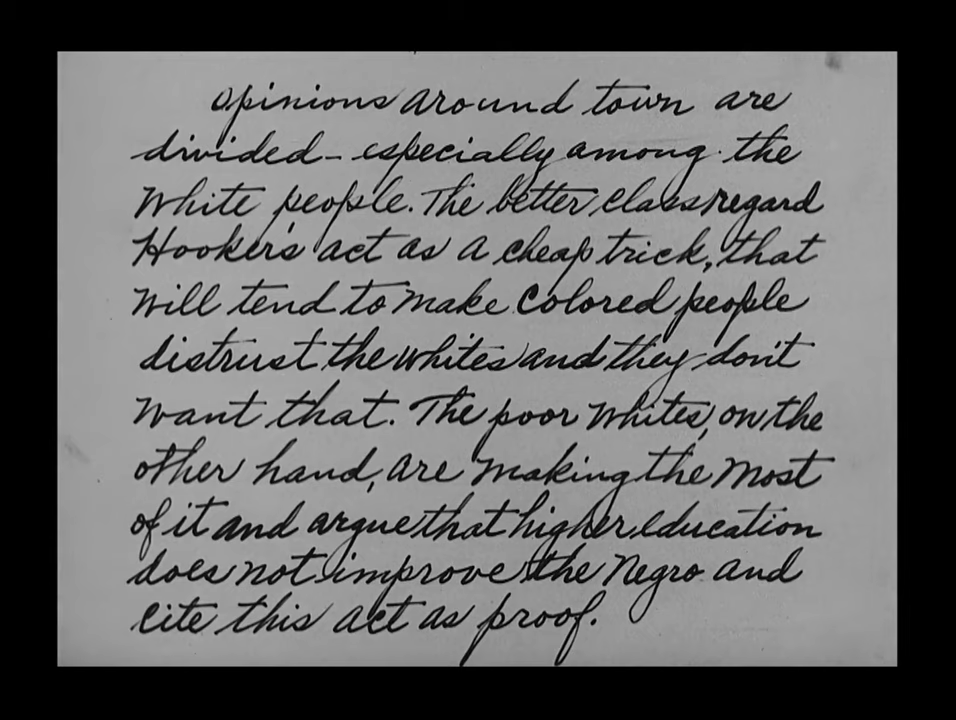 Opinions around town are
divided - especially among the
White people. The better class regard
Hooker's act as a cheap trick, that
will tend to make colored people
distrust the whites and they don't
want that. The poor whites, on the
other hand, are making the most
of it and argue that higher education
does not improve the Negro and
cite this act as proof.